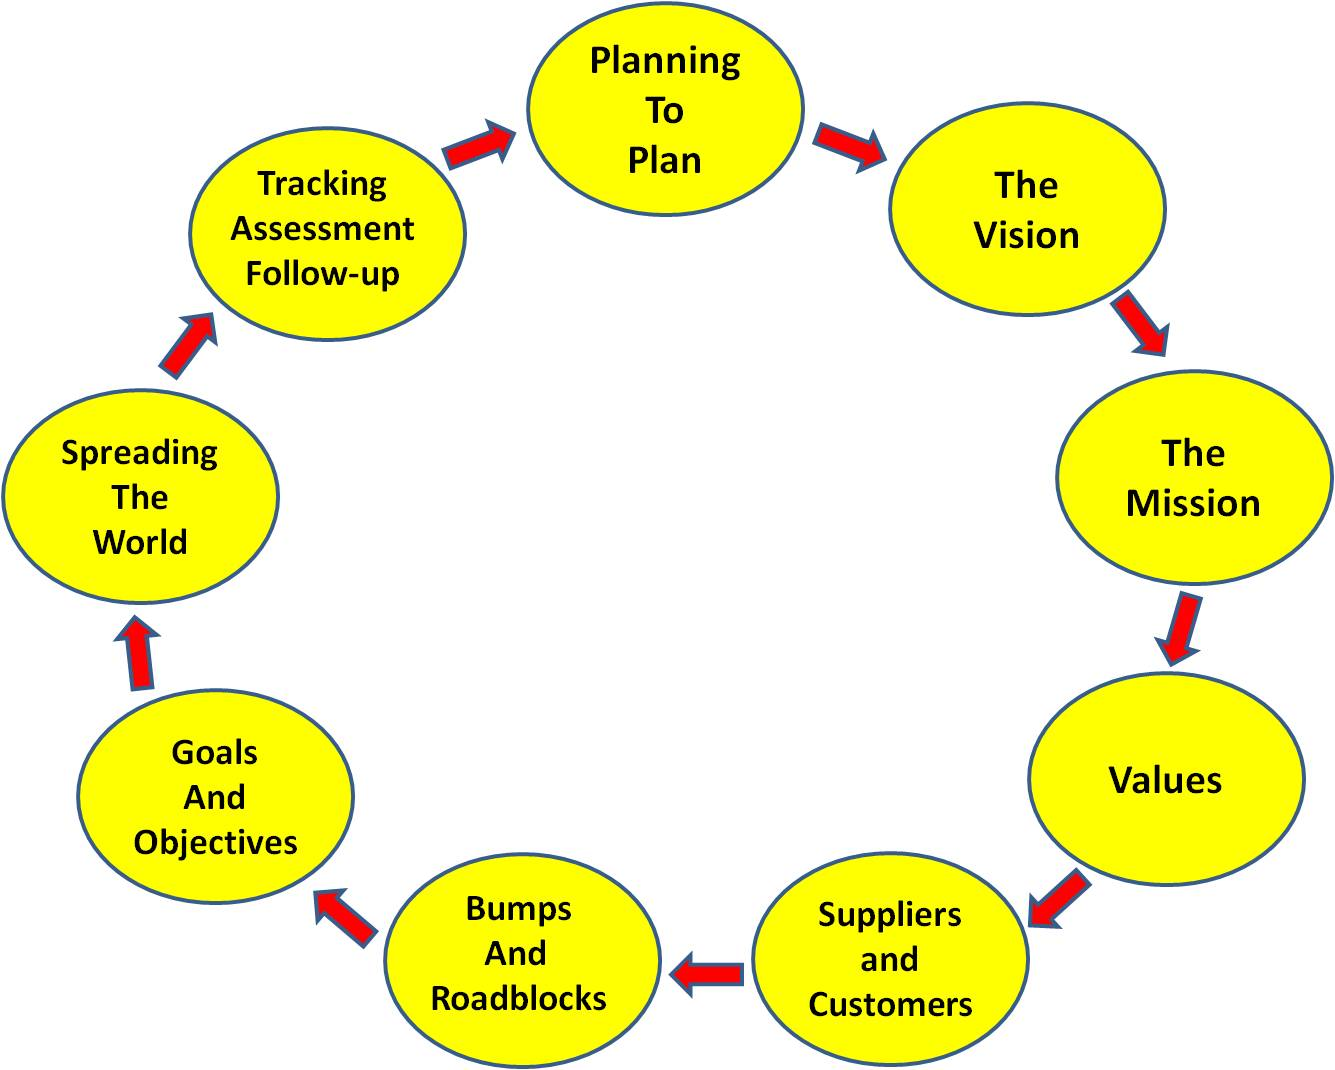 Planning
To
Plan
The
Vision
The
Mission
Values
Suppliers
and
Customers
Bumps
And
Roadblocks
Goals
And
Objectives
Spreading
The
World
Tracking
Assessment
Follow-up